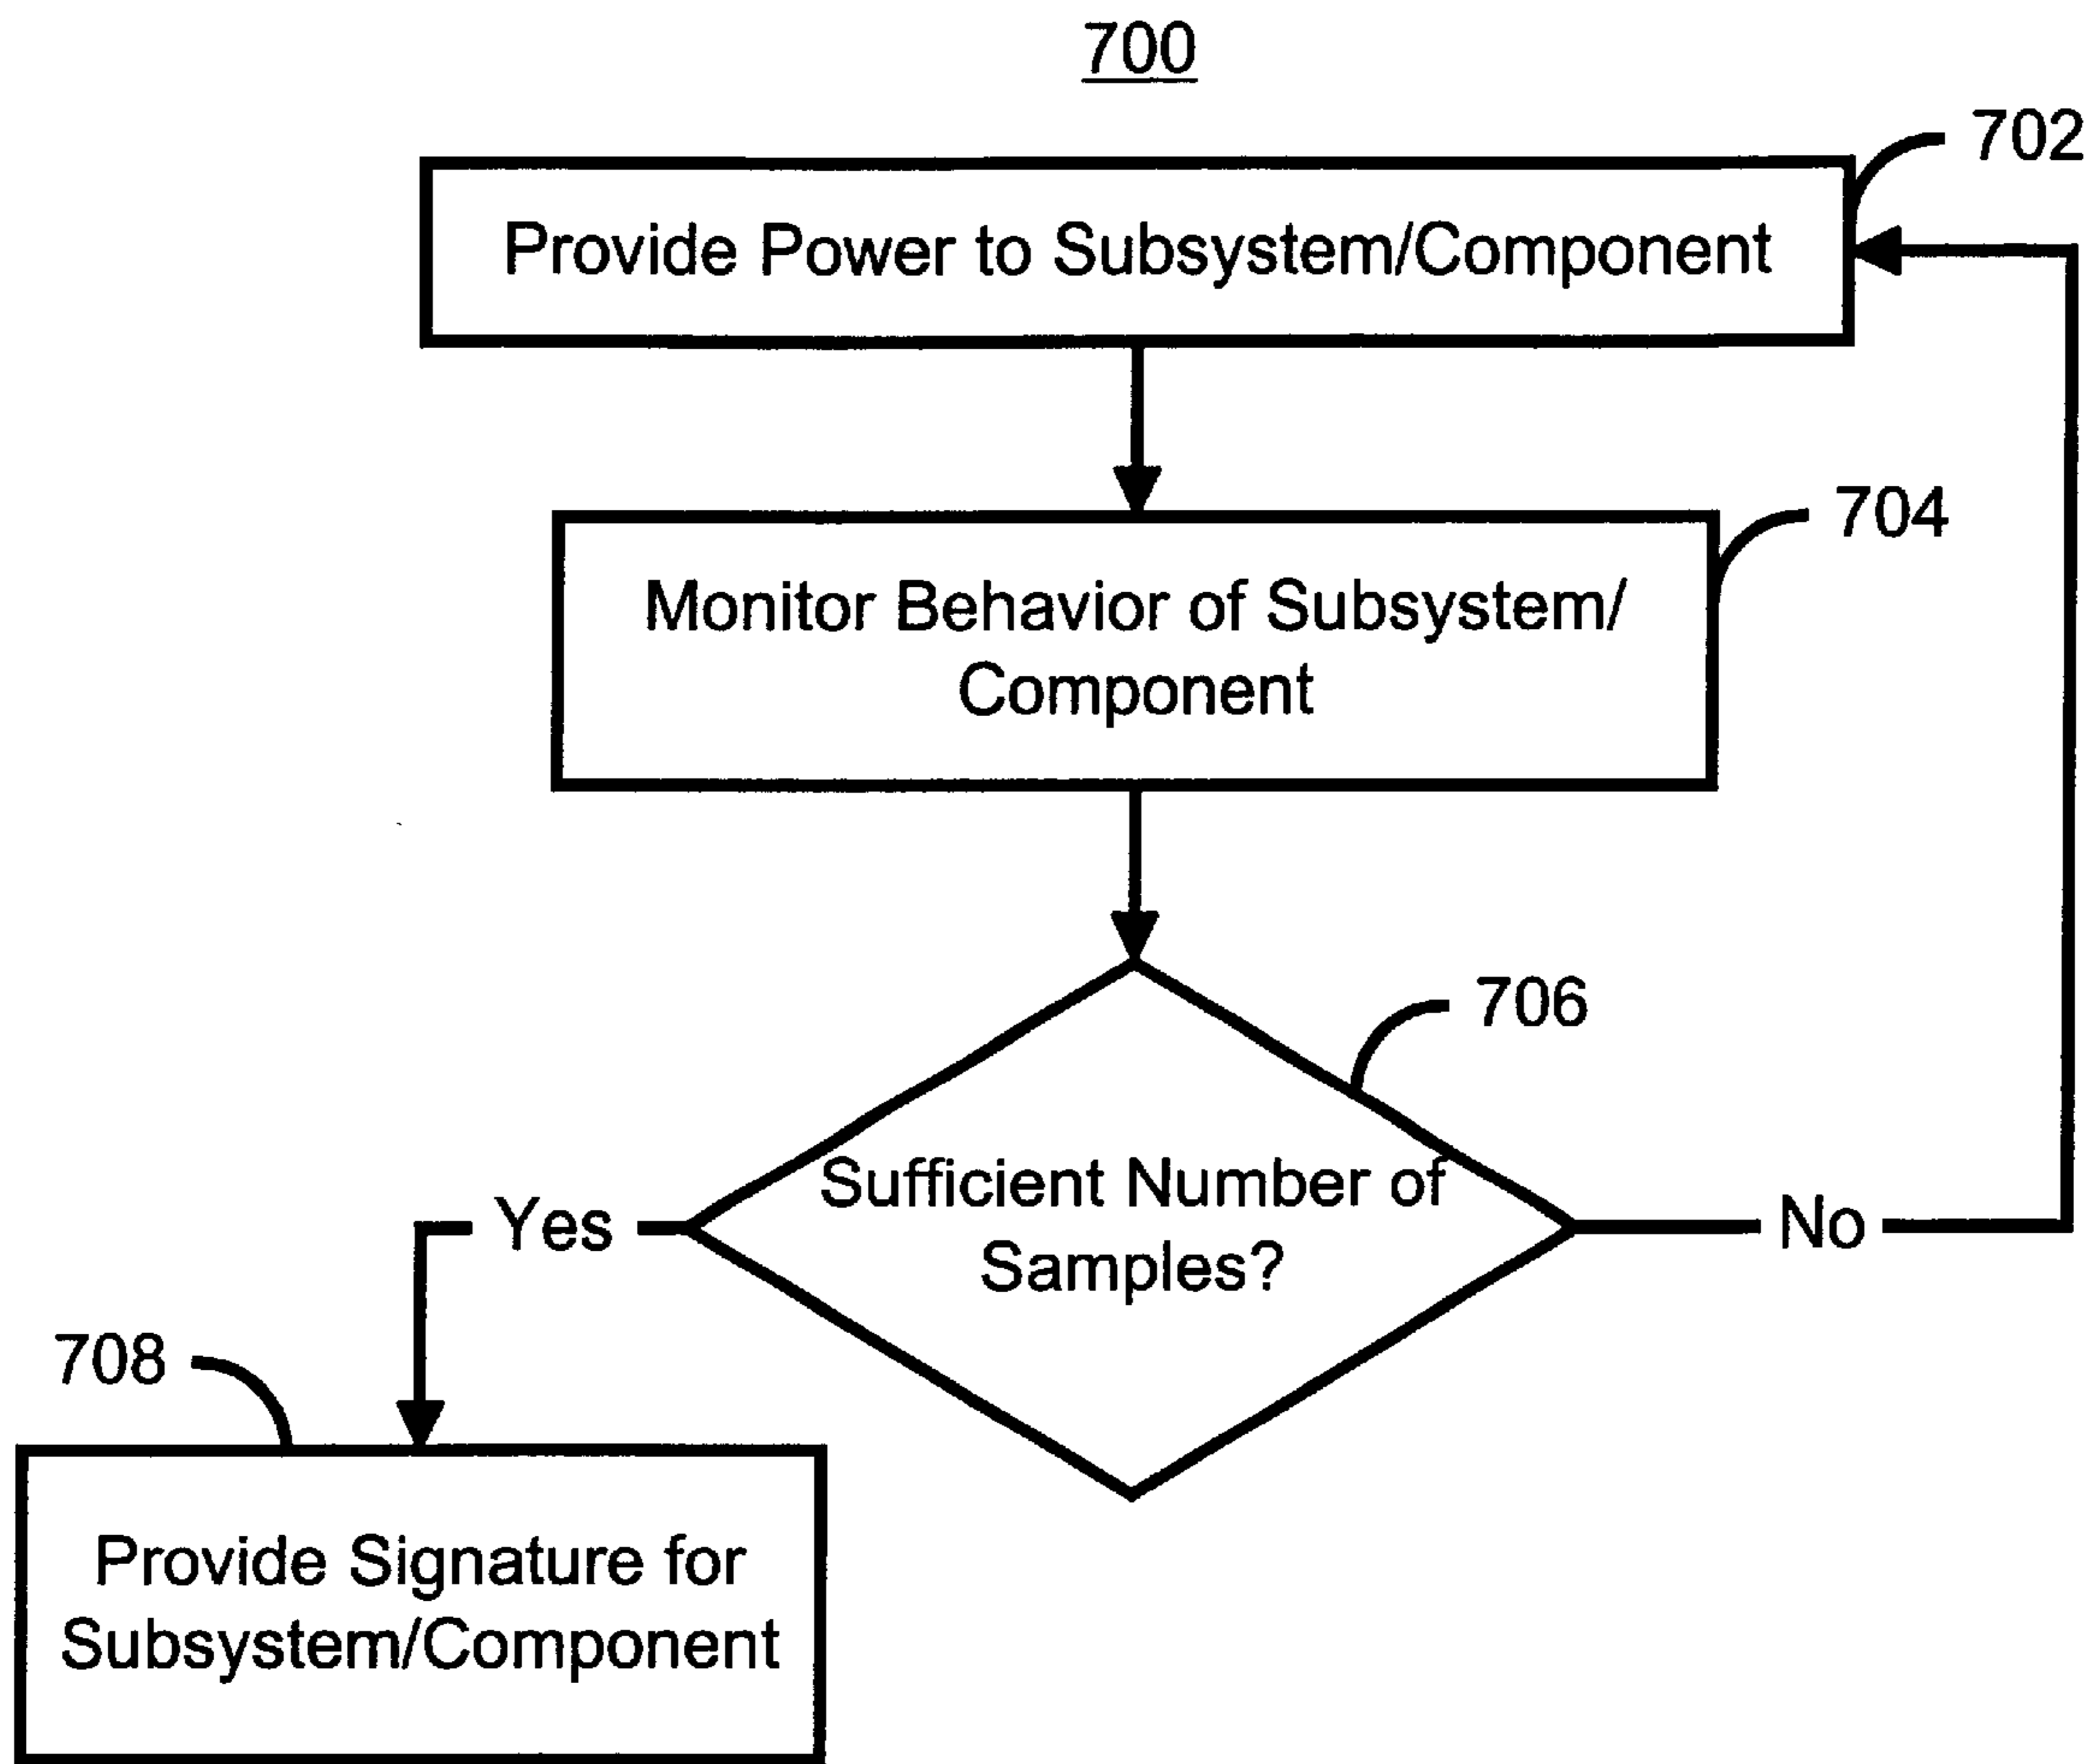 700
702
Provide Power to Subsystem/Component
704
Monitor Behavior of Subsystem/
Component
706
Sufficient Number of
Samples?
Yes
No
708
Provide Signature for
Subsystem/Component